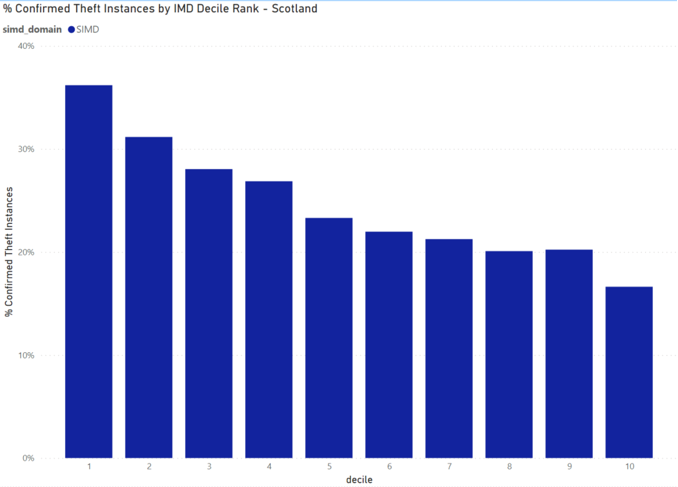 % Confirmed Theft Instances by IMD Decile Rank - Scotland
simd_domain SIMD
40%
30%
20%
10%
0%
% Confirmed Theft Instances
1 2 3 4 5 6 7 8 9 10
decile